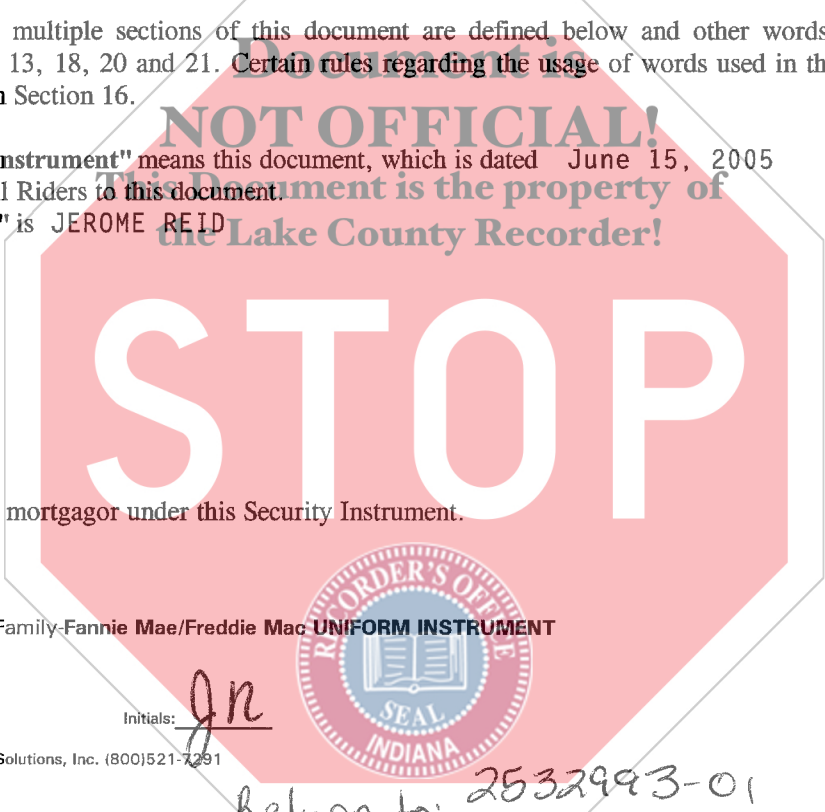 multiple sections of this document are defined below and other words
13, 18, 20 and 21. Certain rules regarding the usage of words used in th
n Section 16.
Document is
NOT OFFICIAL!
This Document is the property of
the Lake County Recorder!
nstrument" means this document, which is dated June 15, 2005
l Riders to this document.
" is JEROME REID
STOP
mortgagor under this Security Instrument.
RECORDER'S OFFICE
SEAL
INDIANA
Family-Fannie Mae/Freddie Mac UNIFORM INSTRUMENT
Initials: JR
Solutions, Inc. (800)521-7291
Return to: 2532993-01